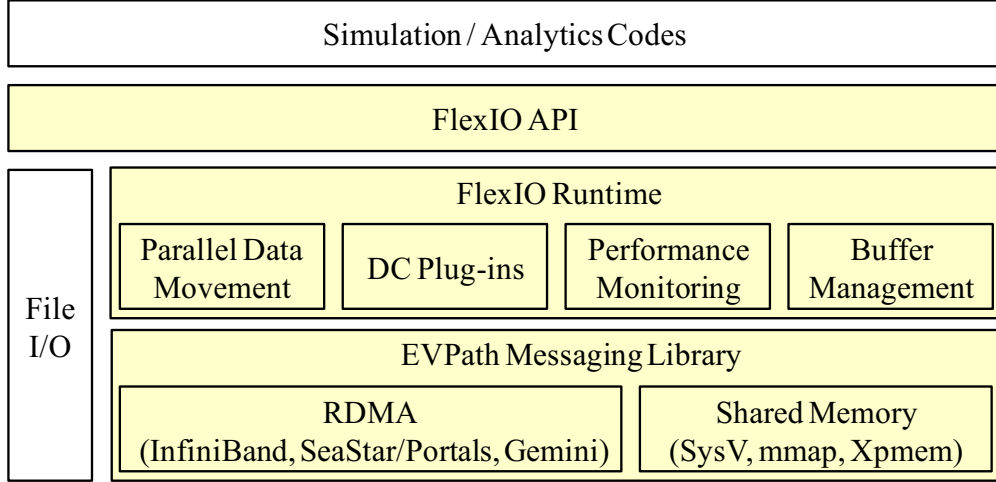 Simulation / Analytics Codes
FlexIO API
File
I/O
FlexIO Runtime
Parallel Data
Movement
DC Plug-ins
Performance
Monitoring
Buffer
Management
EVPath Messaging Library
RDMA
(InfiniBand, SeaStar/Portals, Gemini)
Shared Memory
(SysV, mmap, Xpmem)